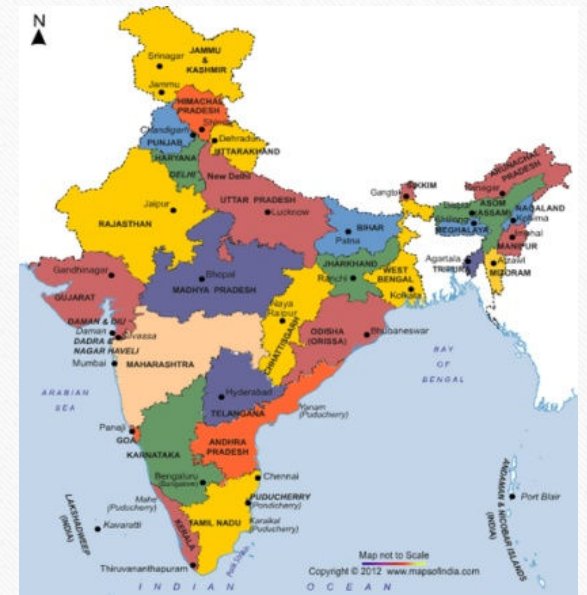 N
Srinagar
JAMMU
&
KASHMIR
Jammu
HIMACHAL
PRADESH
Shimla
Chandigarh
PUNJAB
Dehradun
UTTARAKHAND
HARYANA
DELHI
New Delhi
UTTAR PRADESH
Lucknow
RAJASTHAN
Jaipur
SIKKIM
Gangtok
ARUNACHAL
PRADESH
Itanagar
ASOM
(ASSAM)
Dispur
NAGALAND
Kohima
Shillong
MEGHALAYA
Imphal
MANIPUR
Agartala
TRIPURA
Aizawl
MIZORAM
BIHAR
Patna
JHARKHAND
Ranchi
WEST
BENGAL
Kolkata
Gandhinagar
GUJARAT
Bhopal
MADHYA PRADESH
Naya
Raipur
CHHATTISGARH
ODISHA
(ORISSA)
Bhubaneswar
DAMAN & DIU
Daman
Silvassa
DADRA &
NAGAR HAVELI
Mumbai
MAHARASHTRA
ARABIAN
SEA
BAY
OF
BENGAL
Hyderabad
TELANGANA
Yanam
(Puducherry)
Panaji
GOA
KARNATAKA
ANDHRA
PRADESH
Bengaluru
(Bangalore)
Chennai
Mahe
(Puducherry)
PUDUCHERRY
(Pondicherry)
TAMIL NADU
Karaikal
(Puducherry)
KERALA
LAKSHADWEEP
(INDIA)
Kavaratti
ANDAMAN & NICOBAR ISLANDS
(INDIA)
Port Blair
Thiruvananthapuram
Palk Strait
Map not to Scale
Copyright © 2012 www.mapsofindia.com
INDIAN OCEAN